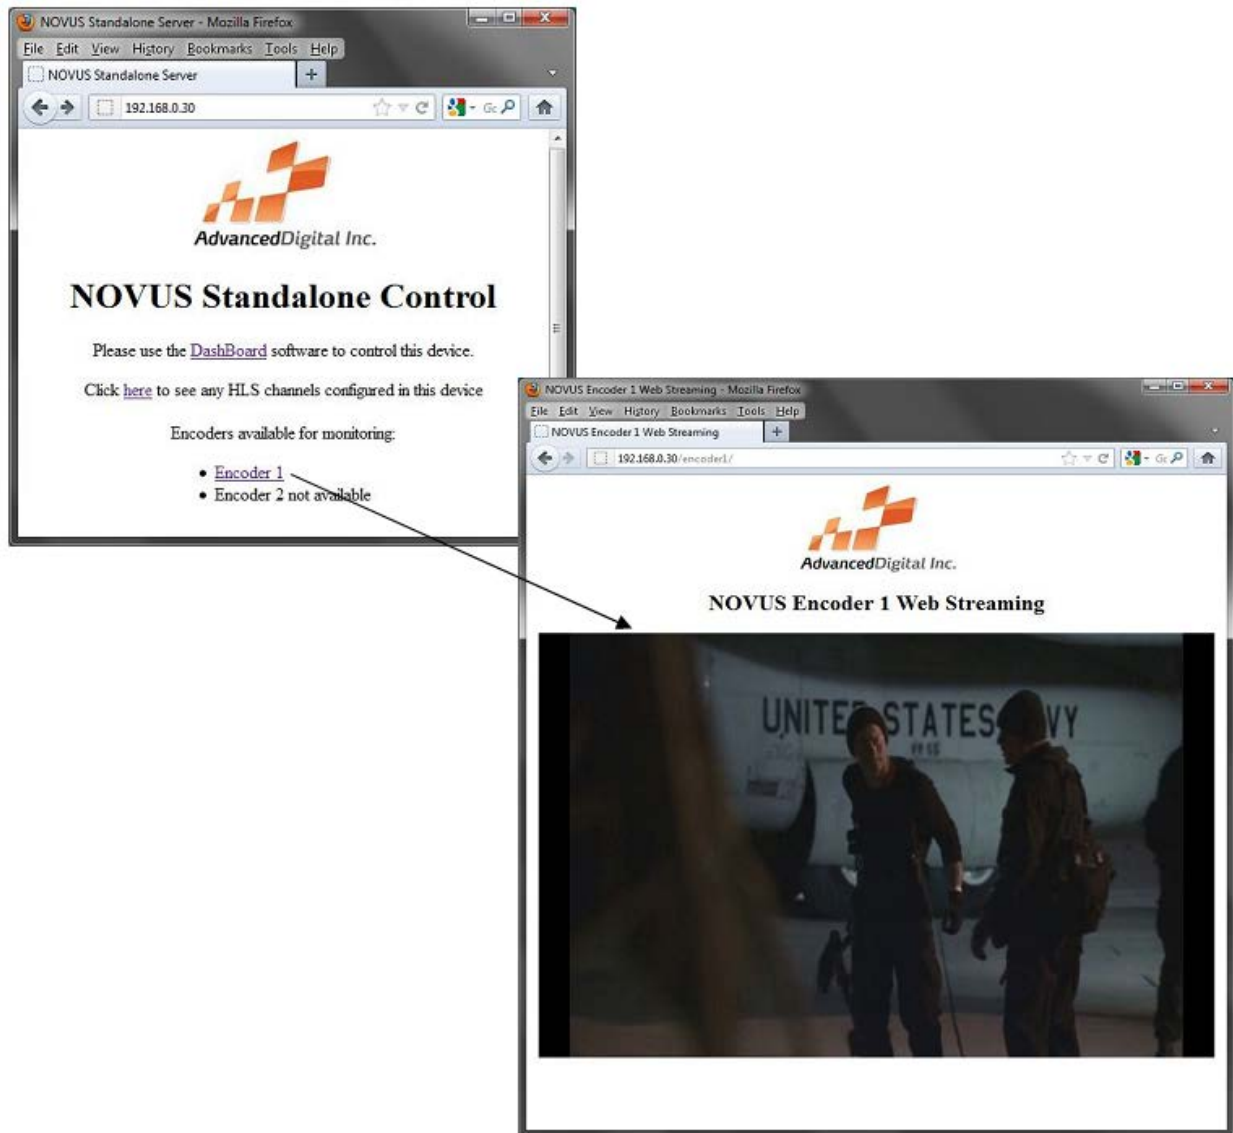 NOVUS Standalone Server - Mozilla Firefox
File Edit View History Bookmarks Tools Help
NOVUS Standalone Server +
192.168.0.30
AdvancedDigital Inc.
NOVUS Standalone Control
Please use the DashBoard software to control this device.
Click here to see any HLS channels configured in this device
Encoders available for monitoring:
• Encoder 1
• Encoder 2 not available
NOVUS Encoder 1 Web Streaming - Mozilla Firefox
File Edit View History Bookmarks Tools Help
NOVUS Encoder 1 Web Streaming +
192.168.0.30/encoder1/
AdvancedDigital Inc.
NOVUS Encoder 1 Web Streaming
UNITE STATES VY